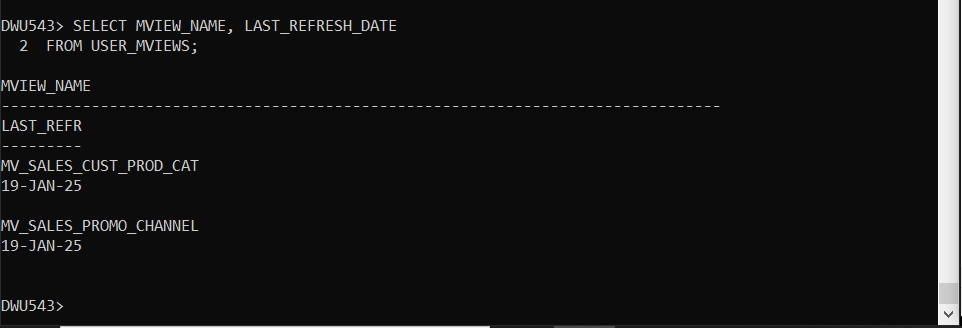 DWU543> SELECT MVIEW_NAME, LAST_REFRESH_DATE
  2  FROM USER_MVIEWS;

MVIEW_NAME
--------------------------------------------------------------------------------
LAST_REFR
---------
MV_SALES_CUST_PROD_CAT
19-JAN-25

MV_SALES_PROMO_CHANNEL
19-JAN-25


DWU543>